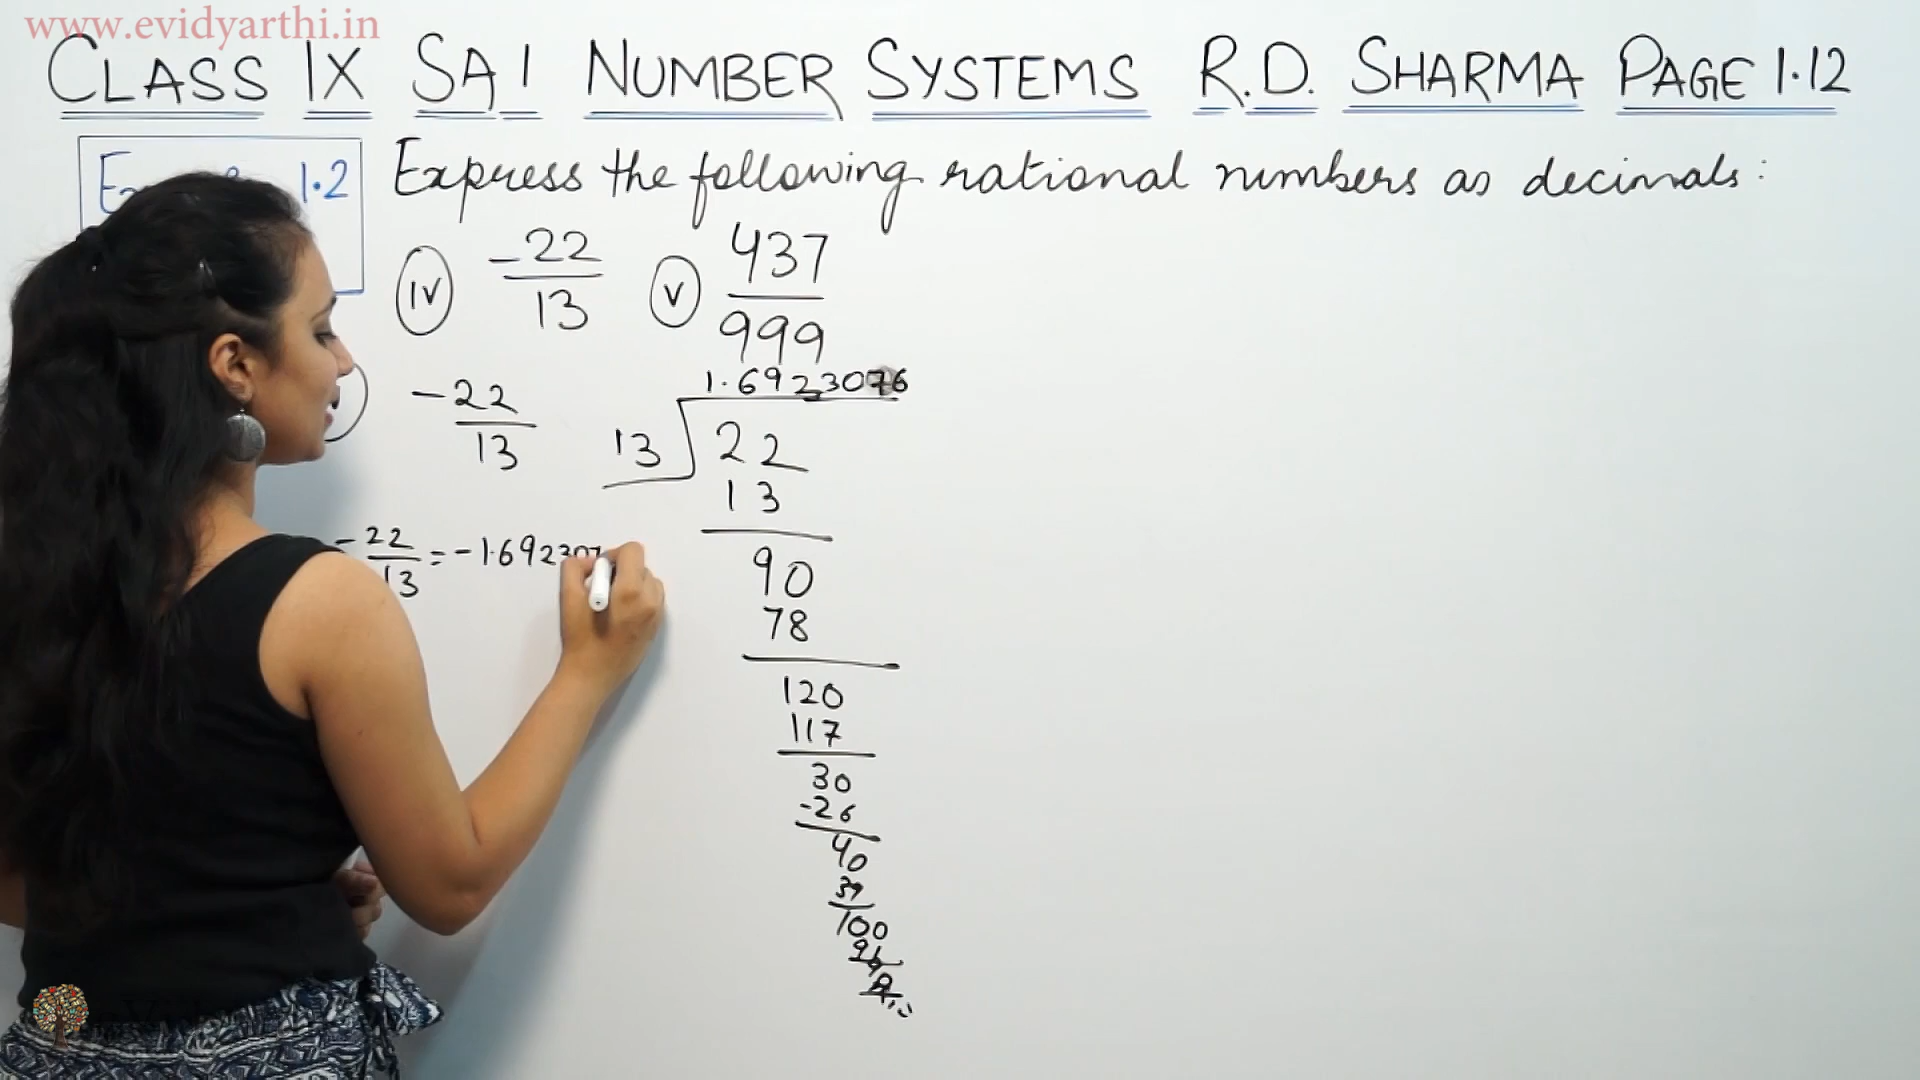 www.evidyarthi.in
CLASS IX SA 1 NUMBER SYSTEMS R.D. SHARMA PAGE 1.12
1.2 Express the following rational numbers as decimals:
iv -22/13 v 437/999
-22/13
1.6923076
13 22
13
90
78
120
117
30
-26
40
39
100
-22/13 = -1.69230